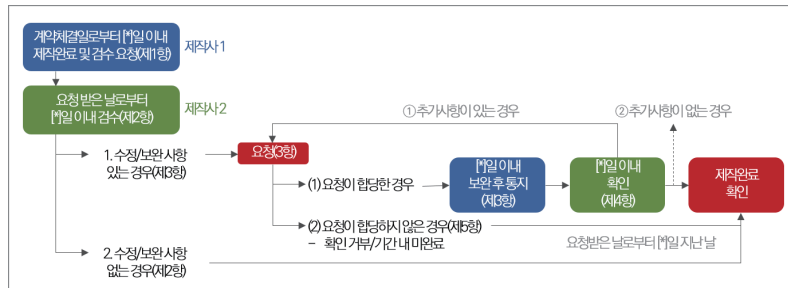 계약체결일로부터 [*]일 이내
제작완료 및 검수 요청(제1항)
제작사 1
요청 받은 날로부터
[*]일 이내 검수(제2항)
제작사 2
① 추가사항이 있는 경우
② 추가사항이 없는 경우
1. 수정/보완 사항
있는 경우(제3항)
요청(3항)
(1) 요청이 합당한 경우
[*]일 이내
보완 후 통지
(제3항)
[*]일 이내
확인
(제4항)
제작완료
확인
(2) 요청이 합당하지 않은 경우(제5항)
– 확인 거부/기간 내 미완료
요청받은 날로부터 [*]일 지난 날
2. 수정/보완 사항
없는 경우(제2항)